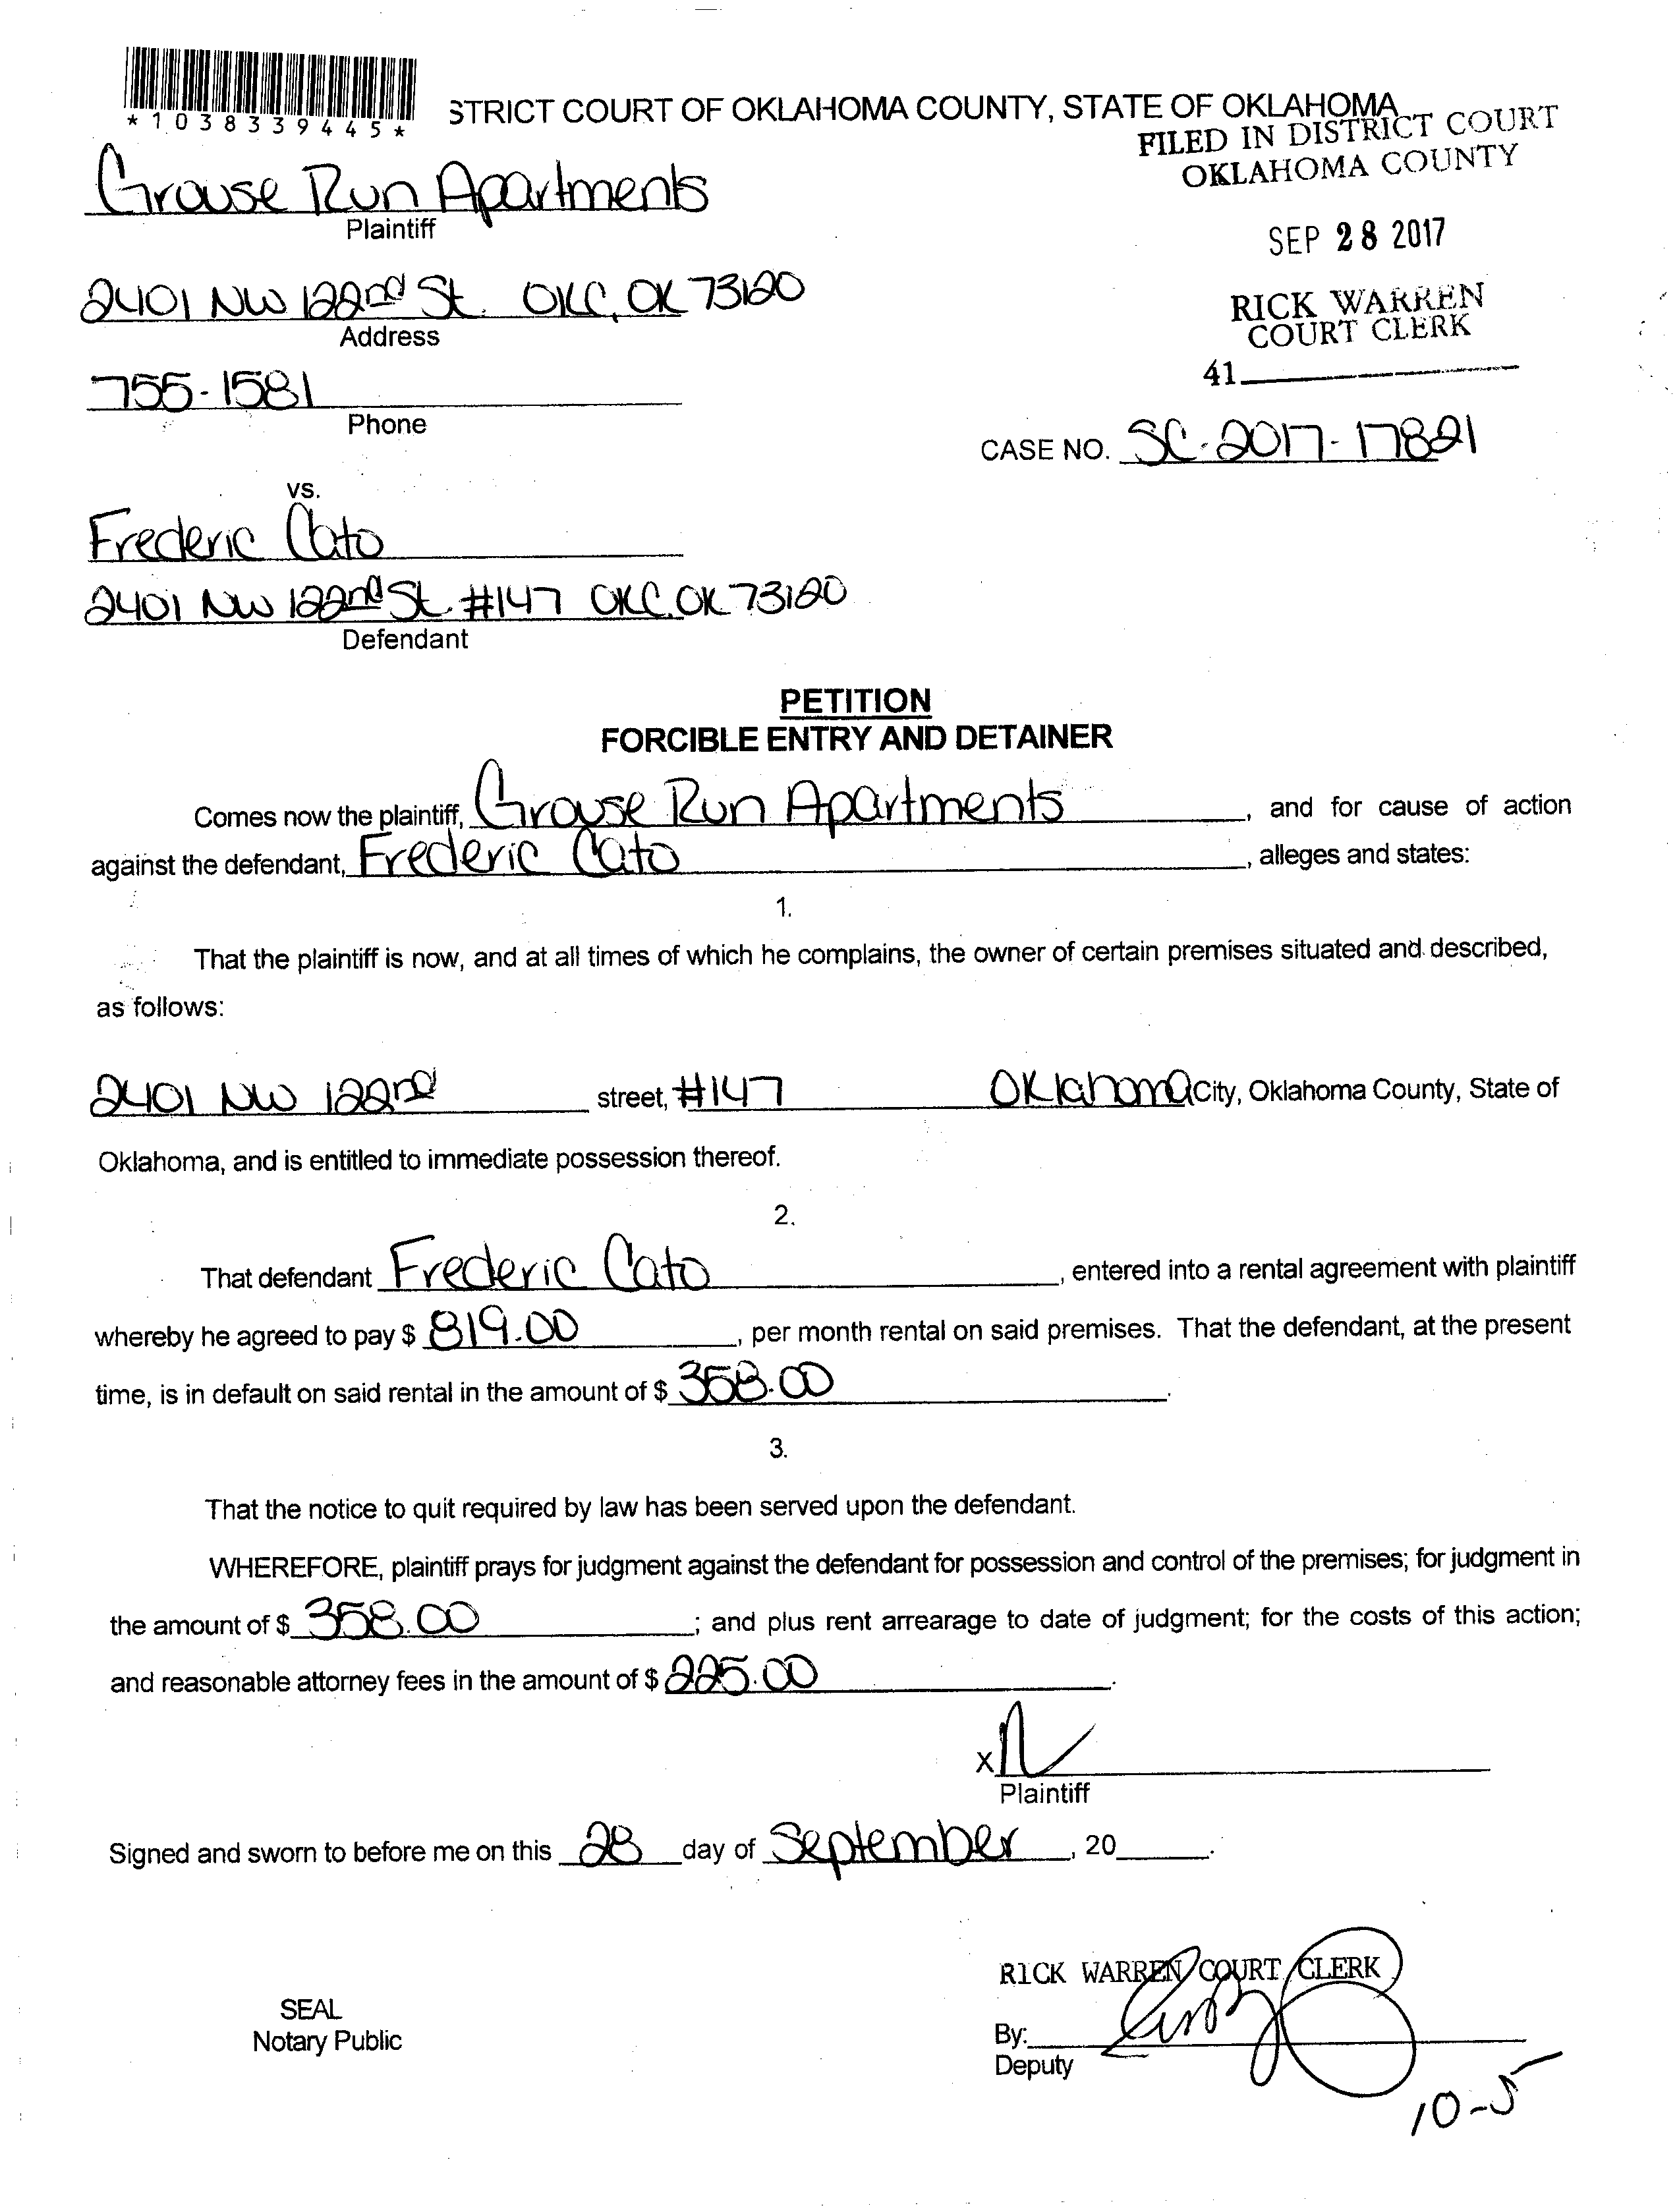 *1038339445*
STRICT COURT OF OKLAHOMA COUNTY, STATE OF OKLAHOMA
FILED IN DISTRICT COURT
OKLAHOMA COUNTY
Grouse Run Apartments
Plaintiff
SEP 28 2017
2401 NW 122nd St. OKC, OK 73120
Address
RICK WARREN
COURT CLERK
41
755-1581
Phone
CASE NO. SC-2017-17821
vs.
Frederic Cato
2401 NW 122nd St. #147 OKC, OK 73120
Defendant
PETITION
FORCIBLE ENTRY AND DETAINER
Comes now the plaintiff, Grouse Run Apartments, and for cause of action
against the defendant, Frederic Cato, alleges and states:
1.
That the plaintiff is now, and at all times of which he complains, the owner of certain premises situated and described,
as follows:
2401 NW 122nd street, #147 Oklahoma City, Oklahoma County, State of
Oklahoma, and is entitled to immediate possession thereof.
2.
That defendant Frederic Cato, entered into a rental agreement with plaintiff
whereby he agreed to pay $ 819.00, per month rental on said premises. That the defendant, at the present
time, is in default on said rental in the amount of $ 358.00.
3.
That the notice to quit required by law has been served upon the defendant.
WHEREFORE, plaintiff prays for judgment against the defendant for possession and control of the premises; for judgment in
the amount of $ 358.00; and plus rent arrearage to date of judgment; for the costs of this action;
and reasonable attorney fees in the amount of $ 225.00.
X
Plaintiff
Signed and sworn to before me on this 28 day of September, 20 .
RICK WARREN COURT CLERK
SEAL
Notary Public
By:
Deputy
10-5